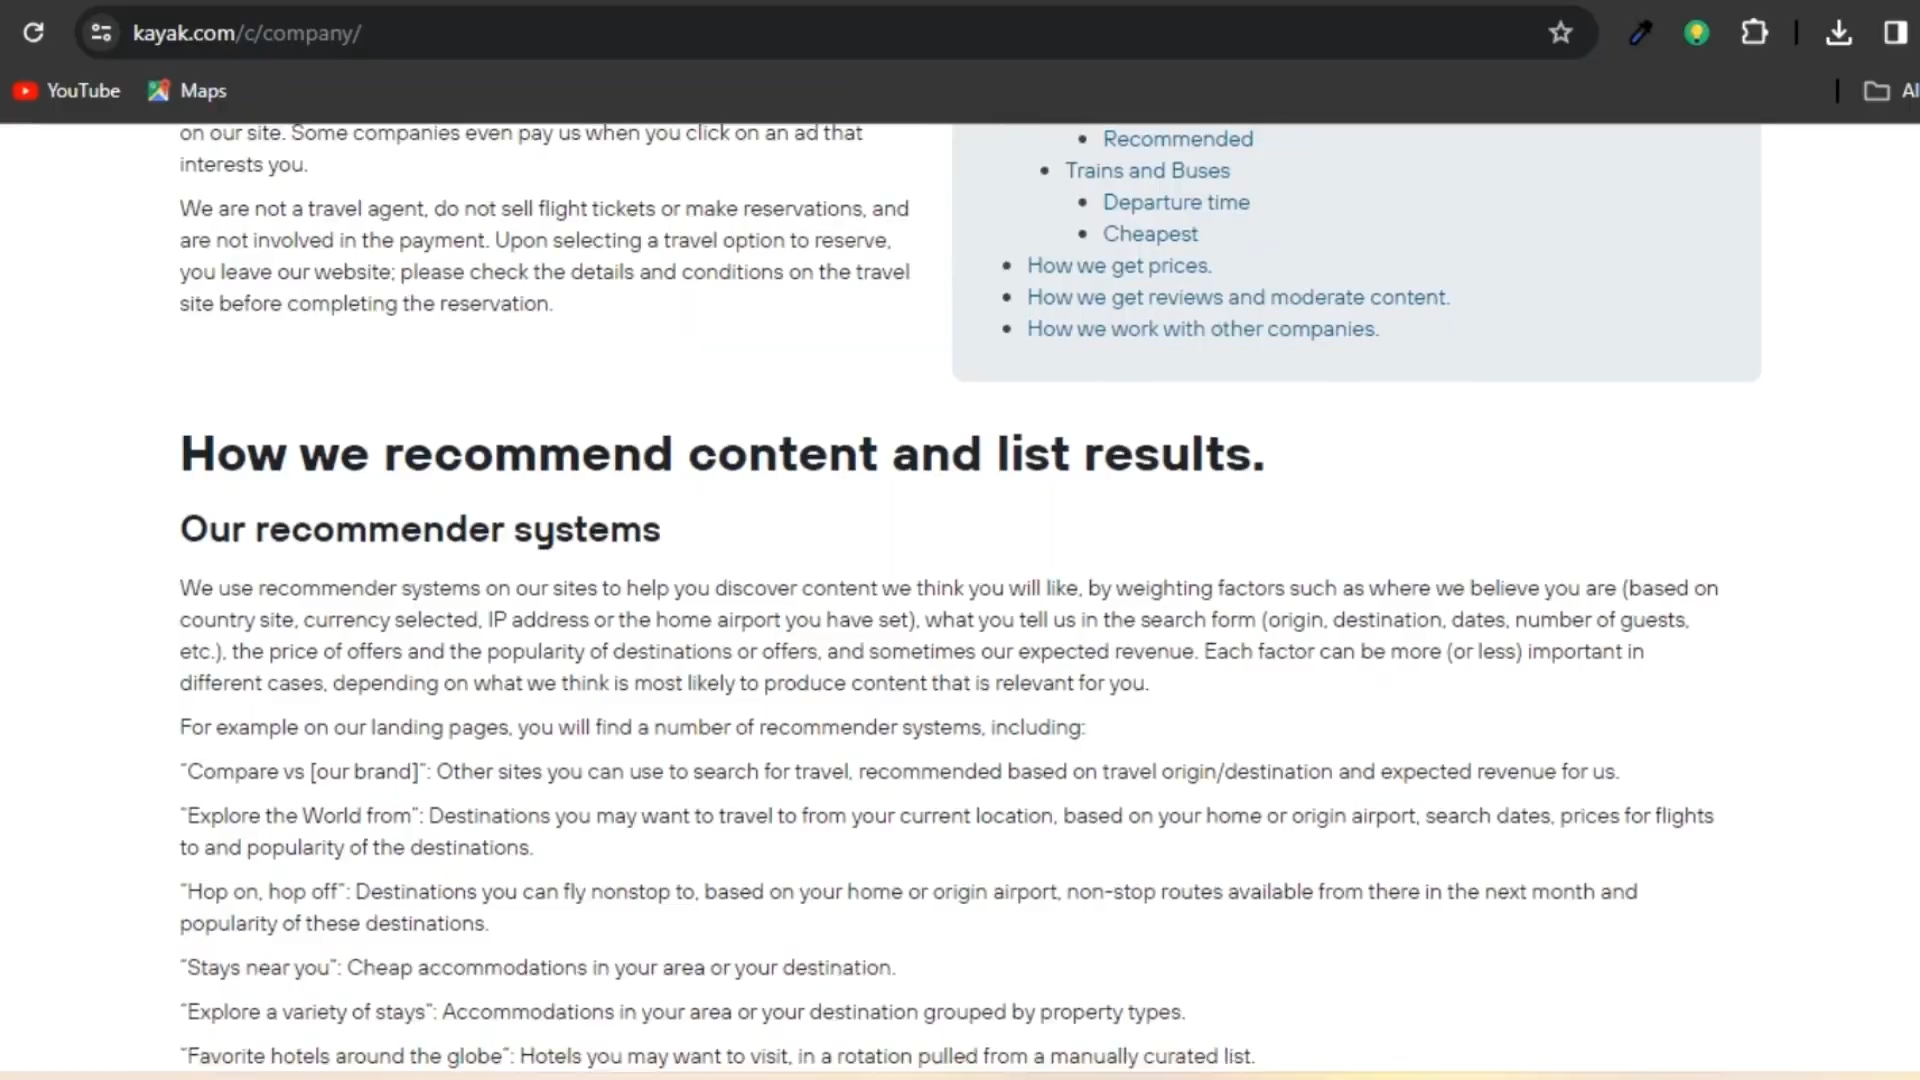 kayak.com/c/company/
YouTube
Maps
Al
on our site. Some companies even pay us when you click on an ad that
interests you.
We are not a travel agent, do not sell flight tickets or make reservations, and
are not involved in the payment. Upon selecting a travel option to reserve,
you leave our website; please check the details and conditions on the travel
site before completing the reservation.
Recommended
Trains and Buses
Departure time
Cheapest
How we get prices.
How we get reviews and moderate content.
How we work with other companies.
How we recommend content and list results.
Our recommender systems
We use recommender systems on our sites to help you discover content we think you will like, by weighting factors such as where we believe you are (based on
country site, currency selected, IP address or the home airport you have set), what you tell us in the search form (origin, destination, dates, number of guests,
etc.), the price of offers and the popularity of destinations or offers, and sometimes our expected revenue. Each factor can be more (or less) important in
different cases, depending on what we think is most likely to produce content that is relevant for you.
For example on our landing pages, you will find a number of recommender systems, including:
"Compare vs [our brand]": Other sites you can use to search for travel, recommended based on travel origin/destination and expected revenue for us.
"Explore the World from": Destinations you may want to travel to from your current location, based on your home or origin airport, search dates, prices for flights
to and popularity of the destinations.
"Hop on, hop off": Destinations you can fly nonstop to, based on your home or origin airport, non-stop routes available from there in the next month and
popularity of these destinations.
"Stays near you": Cheap accommodations in your area or your destination.
"Explore a variety of stays": Accommodations in your area or your destination grouped by property types.
"Favorite hotels around the globe": Hotels you may want to visit, in a rotation pulled from a manually curated list.